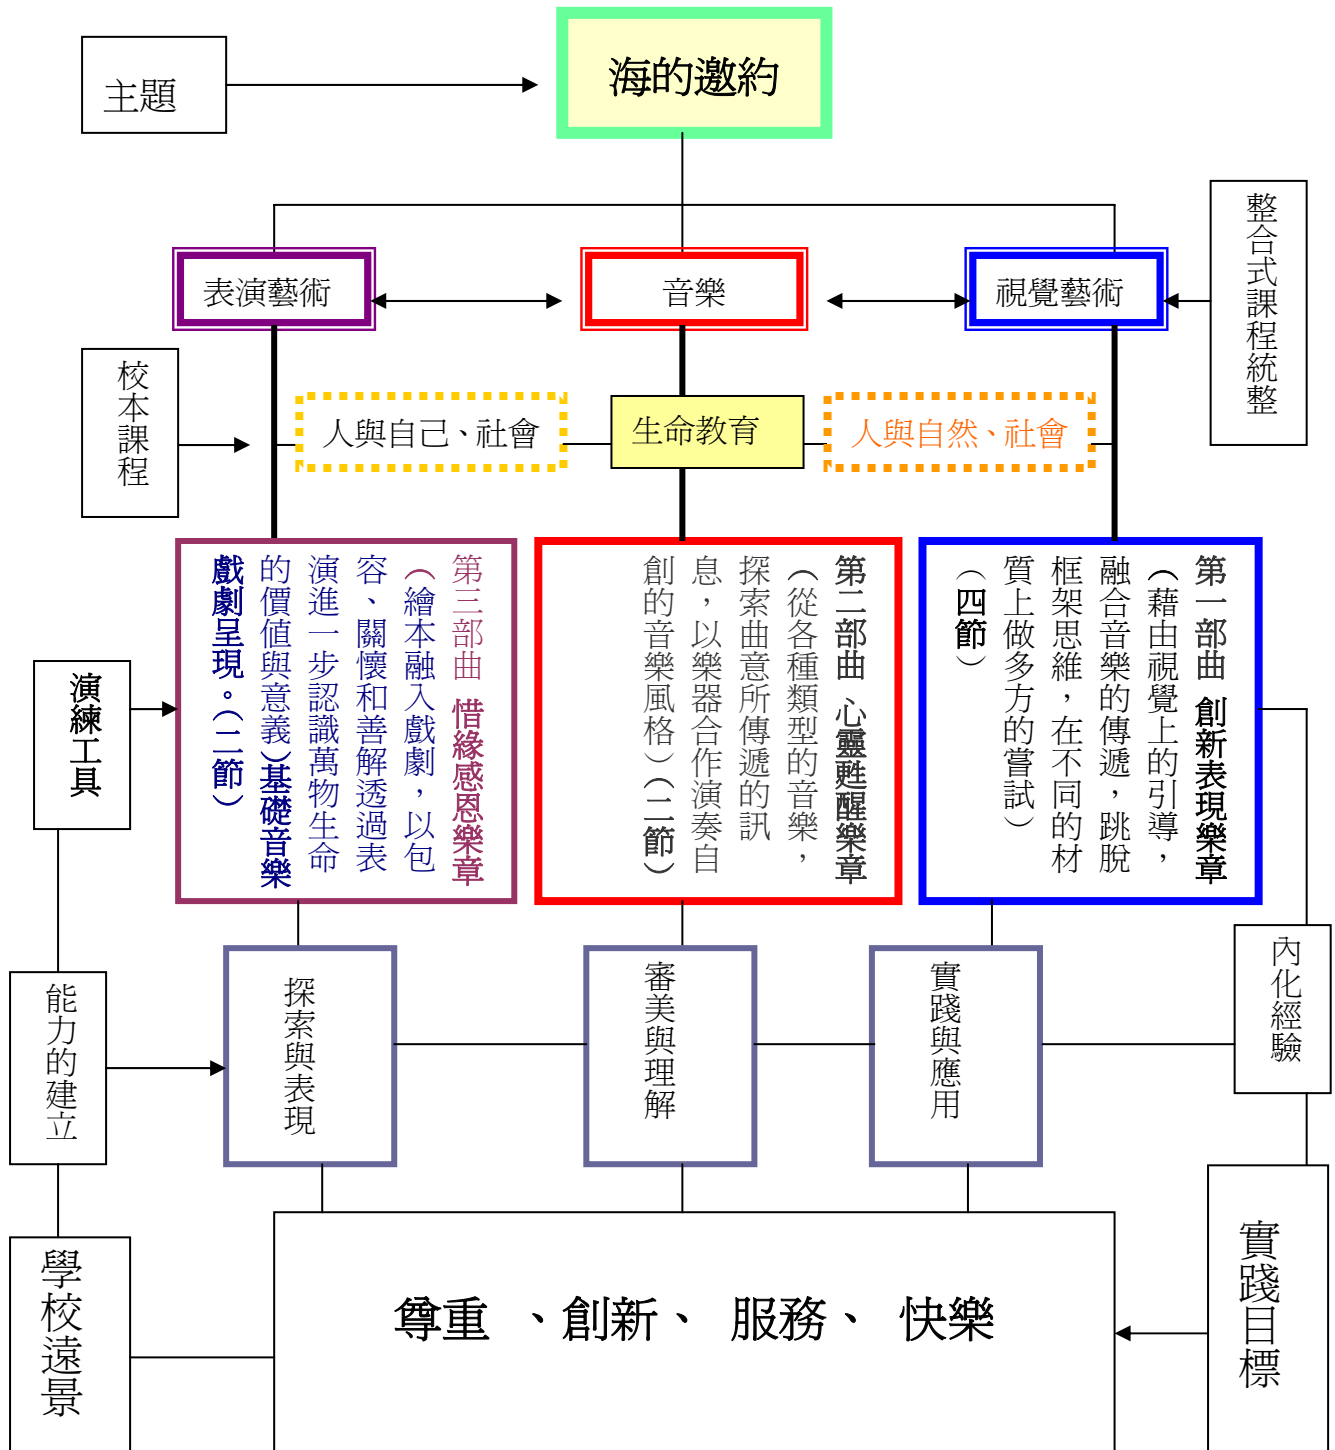 主題
海的邀約
整合式課程統整
表演藝術
音樂
視覺藝術
校本課程
人與自己、社會
生命教育
人與自然、社會
第一部曲 創新表現樂章
(藉由視覺上的引導，
融合音樂的傳遞，跳脫
框架思維，在不同的材
質上做多方的嘗試)
(四節)
第二部曲 心靈甦醒樂章
(從各種類型的音樂，
探索曲意所傳遞的訊
息，以樂器合作演奏自
創的音樂風格)(二節)
第三部曲 惜緣感恩樂章
(繪本融入戲劇，以包
容、關懷和善解透過表
演進一步認識萬物生命
的價值與意義)基礎音樂
戲劇呈現。(二節)
演練工具
能力的建立
探索與表現
審美與理解
實踐與應用
內化經驗
學校遠景
尊重 、創新、 服務、 快樂
實踐目標